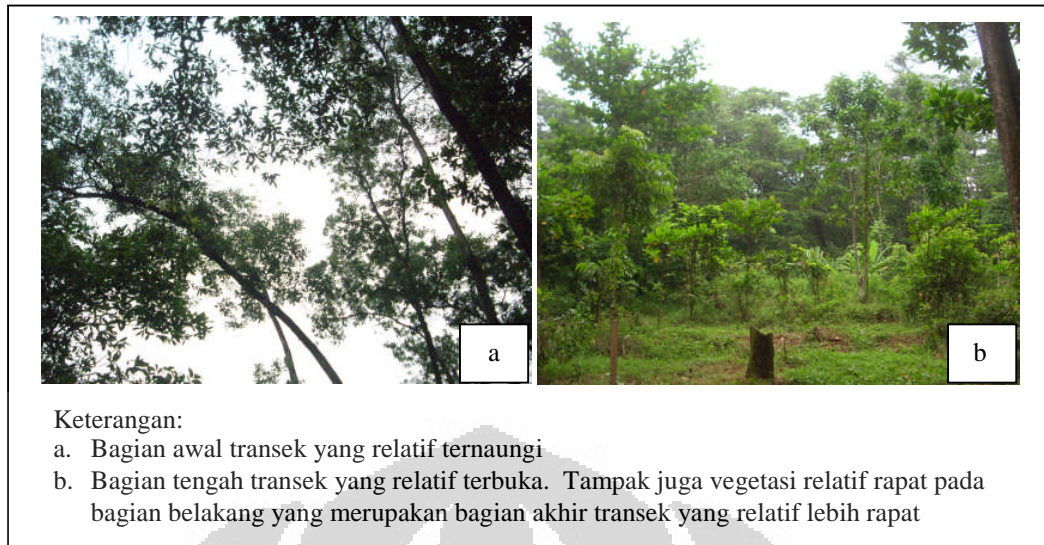 a
b
Keterangan:
a. Bagian awal transek yang relatif ternaungi
b. Bagian tengah transek yang relatif terbuka. Tampak juga vegetasi relatif rapat pada
bagian belakang yang merupakan bagian akhir transek yang relatif lebih rapat